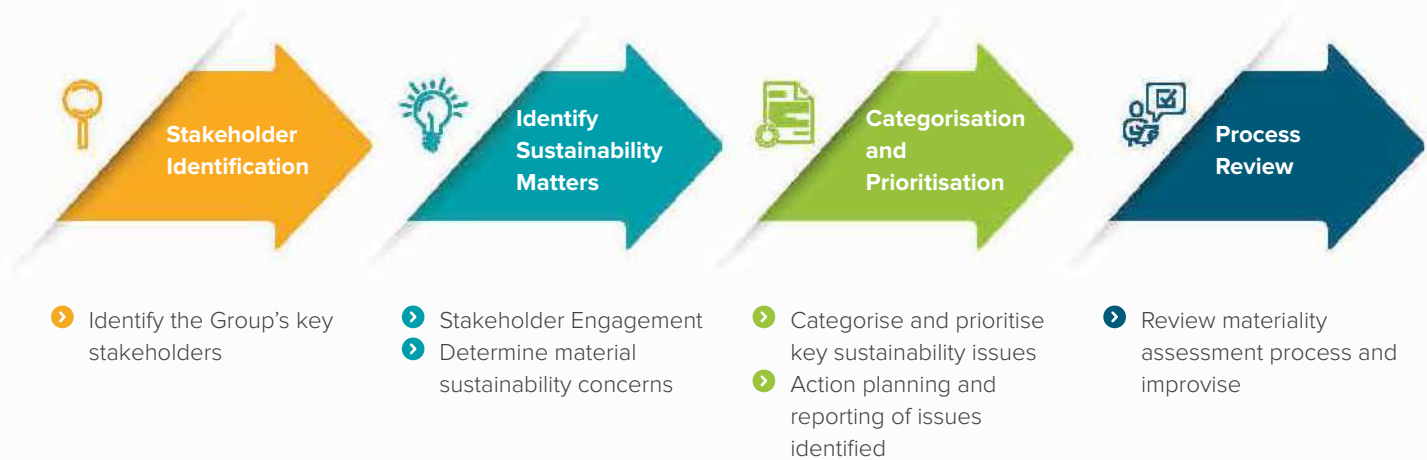 Stakeholder
Identification
Identify
Sustainability
Matters
Categorisation
and
Prioritisation
Process
Review
Identify the Group’s key
stakeholders
Stakeholder Engagement
Determine material
sustainability concerns
Categorise and prioritise
key sustainability issues
Action planning and
reporting of issues
identified
Review materiality
assessment process and
improvise